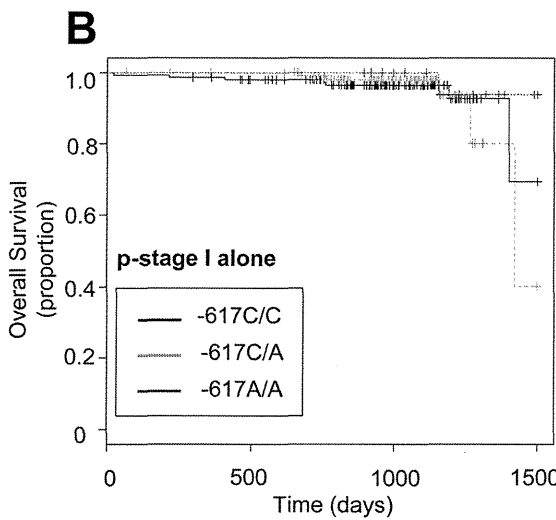 B
1.0
0.8
0.6
0.4
0.2
0
Overall Survival
(proportion)
p-stage I alone
-617C/C
-617C/A
-617A/A
0
500
1000
1500
Time (days)